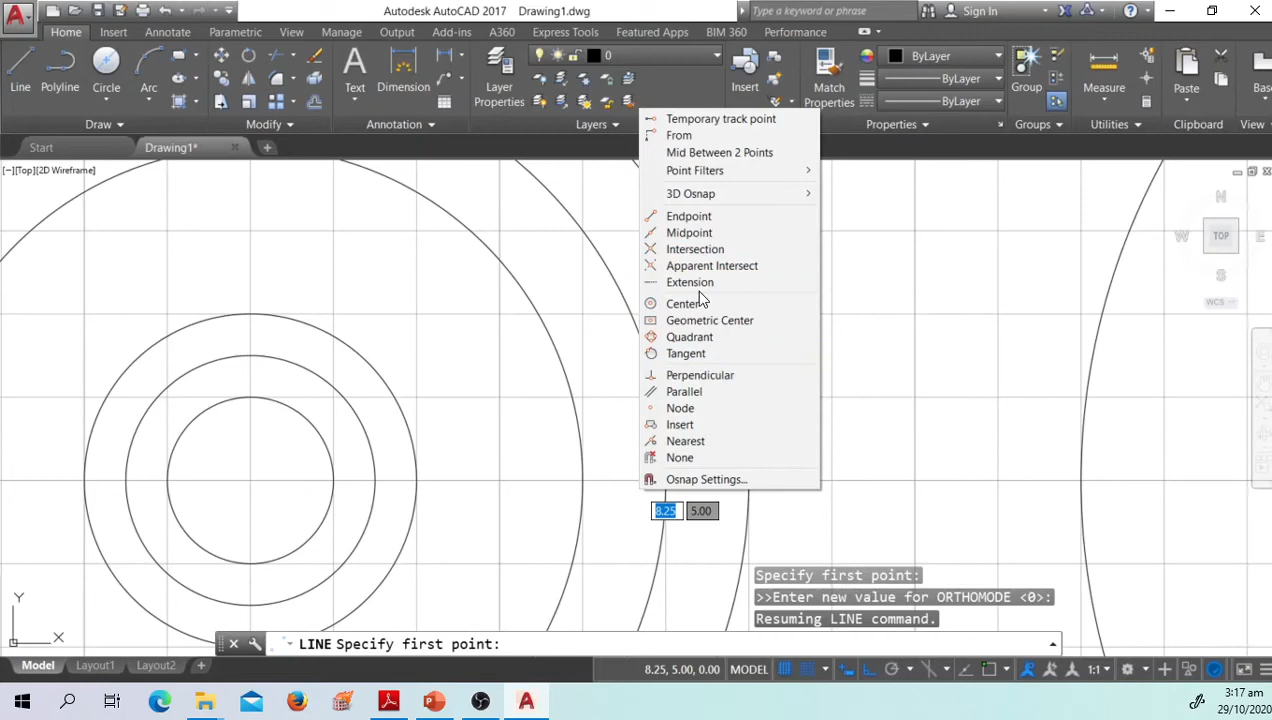 Autodesk AutoCAD 2017 Drawing1.dwg
Type a keyword or phrase
Sign In
Home Insert Annotate Parametric View Manage Output Add-ins A360 Express Tools Featured Apps BIM 360 Performance
0
ByLayer
ByLayer
ByLayer
Line Polyline Circle Arc Text Dimension
Layer
Properties
Insert
Match
Properties
Group
Measure
Paste
Base
Draw Modify Annotation Layers Properties Groups Utilities Clipboard View
Start
Drawing1*
[−][Top][2D Wireframe]
Temporary track point
From
Mid Between 2 Points
Point Filters
3D Osnap
Endpoint
Midpoint
Intersection
Apparent Intersect
Extension
Center
Geometric Center
Quadrant
Tangent
Perpendicular
Parallel
Node
Insert
Nearest
None
Osnap Settings...
N
W TOP E
S
WCS
8.25 5.00
Specify first point:
>>Enter new value for ORTHOMODE <0>:
Resuming LINE command.
Y
X
LINE Specify first point:
Model Layout1 Layout2
8.25, 5.00, 0.00 MODEL
1:1
3:17 am
29/10/2020